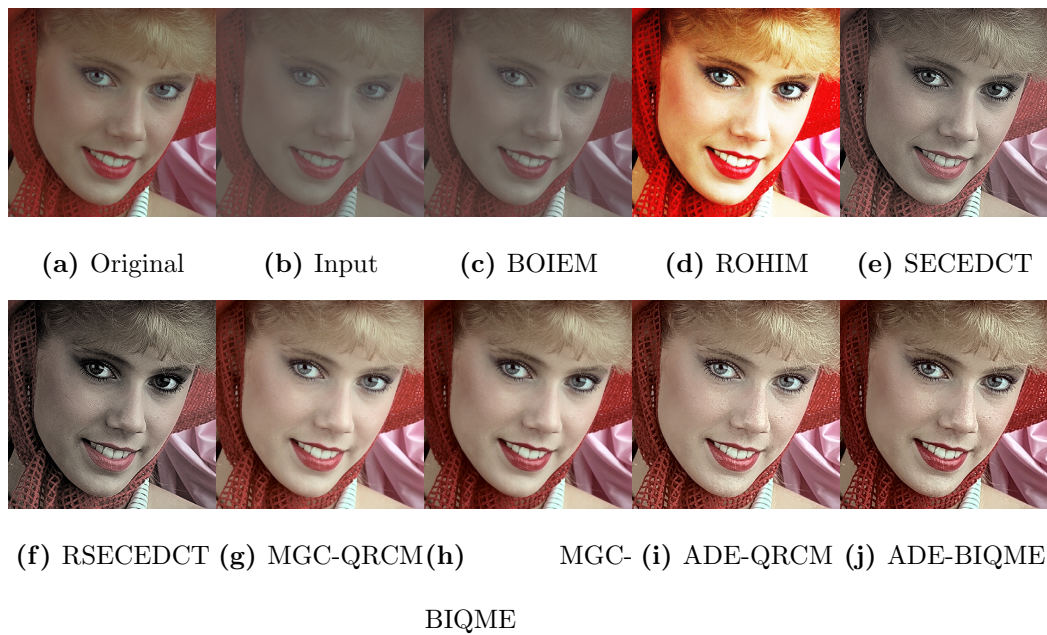 (a) Original (b) Input (c) BOIEM (d) ROHIM (e) SECEDCT
(f) RSECEDCT (g) MGC-QRCM (h) MGC- (i) ADE-QRCM (j) ADE-BIQME
BIQME